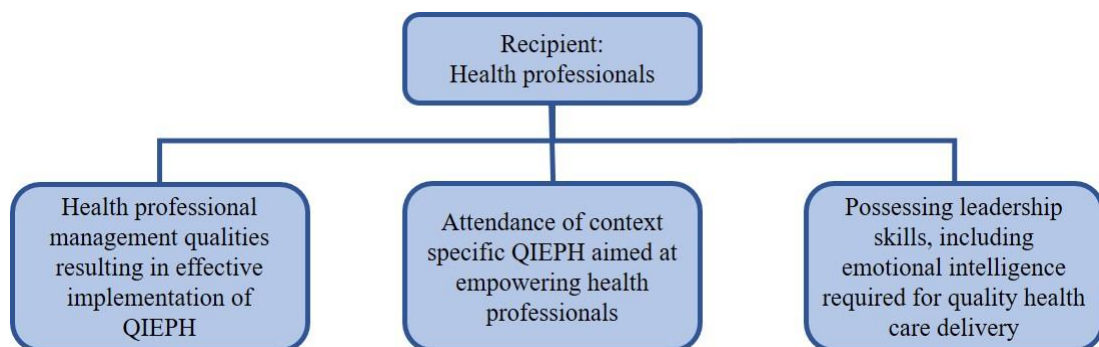 Recipient:
Health professionals
Health professional
management qualities
resulting in effective
implementation of
QIEPH
Attendance of context
specific QIEPH aimed at
empowering health
professionals
Possessing leadership
skills, including
emotional intelligence
required for quality health
care delivery